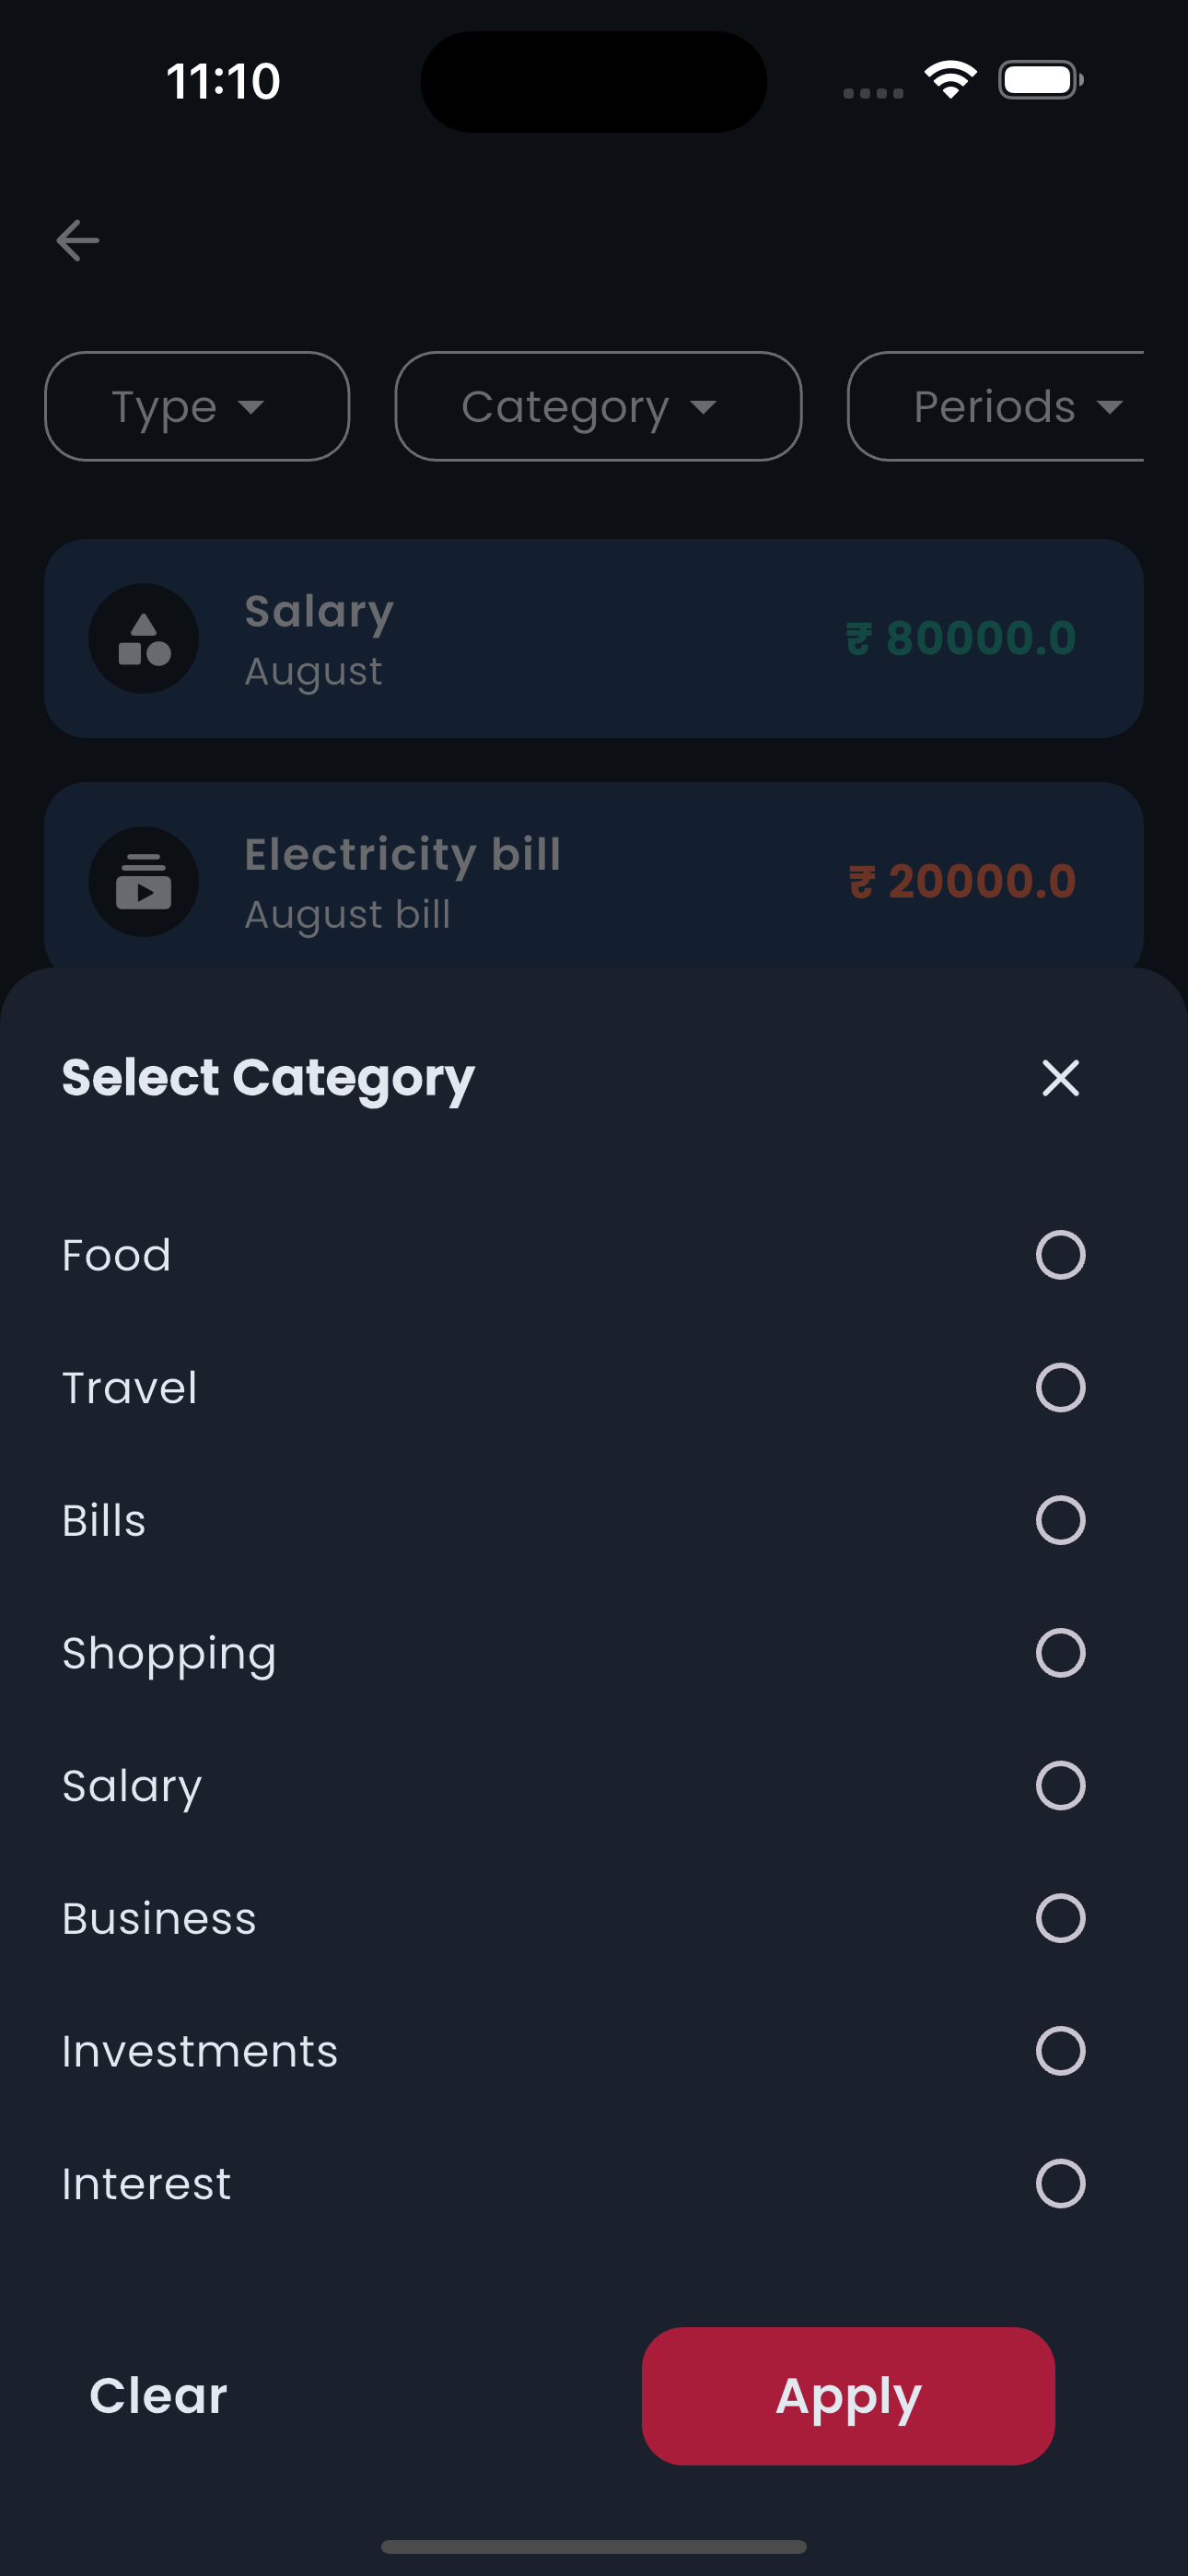 11:10
Type
Category
Periods
Salary
August
₹ 80000.0
Electricity bill
August bill
₹ 20000.0
Select Category
Food
Travel
Bills
Shopping
Salary
Business
Investments
Interest
Clear
Apply